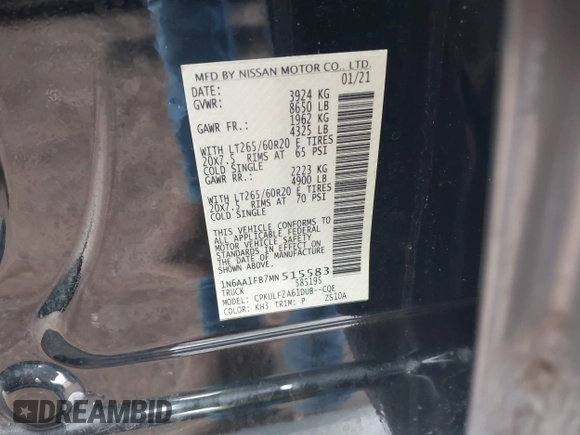 MFD BY NISSAN MOTOR CO., LTD.
DATE: 01/21
GVWR: 3924 KG
8650 LB
GAWR FR.: 1962 KG
4325 LB
WITH LT265/60R20 E TIRES
20X7.5 RIMS AT 65 PSI
COLD SINGLE
GAWR RR.: 2223 KG
4900 LB
WITH LT265/60R20 E TIRES
20X7.5 RIMS AT 70 PSI
COLD SINGLE
THIS VEHICLE CONFORMS TO
ALL APPLICABLE FEDERAL
MOTOR VEHICLE SAFETY
STANDARDS IN EFFECT ON
THE DATE OF MANUFACTURE
SHOWN ABOVE.
1N6AA1FB7MN515583
TRUCK S85195
MODEL: CPKULF2A61DUB--CQE
COLOR: KH3 TRIM: P ZS10A
DREAMBID